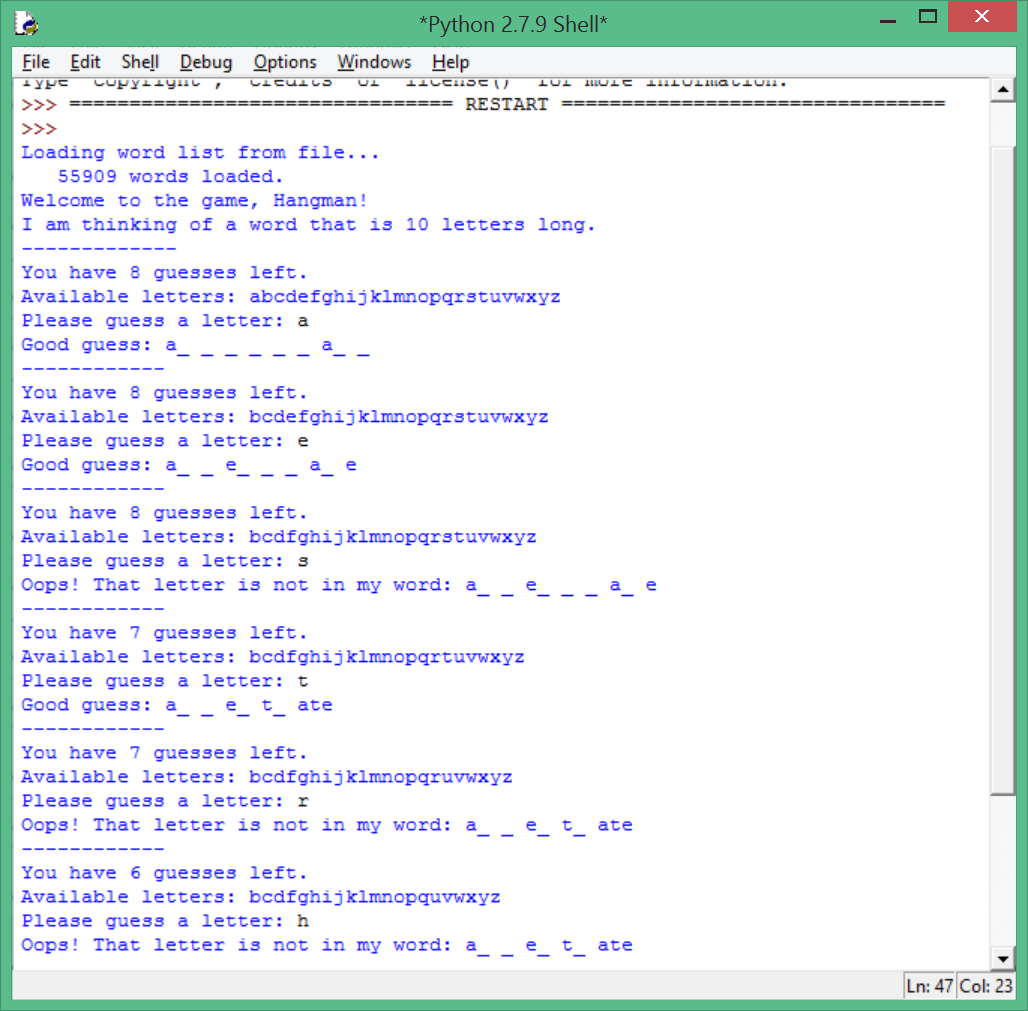 *Python 2.7.9 Shell*
File Edit Shell Debug Options Windows Help
Type "copyright", "credits" or "license()" for more information.
>>> ================================ RESTART ================================
>>>
Loading word list from file...
   55909 words loaded.
Welcome to the game, Hangman!
I am thinking of a word that is 10 letters long.
-------------
You have 8 guesses left.
Available letters: abcdefghijklmnopqrstuvwxyz
Please guess a letter: a
Good guess: a_ _ _ _ _ _ a_ _
------------
You have 8 guesses left.
Available letters: bcdefghijklmnopqrstuvwxyz
Please guess a letter: e
Good guess: a_ _ e_ _ _ a_ e
------------
You have 8 guesses left.
Available letters: bcdfghijklmnopqrstuvwxyz
Please guess a letter: s
Oops! That letter is not in my word: a_ _ e_ _ _ a_ e
------------
You have 7 guesses left.
Available letters: bcdfghijklmnopqrtuvwxyz
Please guess a letter: t
Good guess: a_ _ e_ t_ ate
------------
You have 7 guesses left.
Available letters: bcdfghijklmnopqruvwxyz
Please guess a letter: r
Oops! That letter is not in my word: a_ _ e_ t_ ate
------------
You have 6 guesses left.
Available letters: bcdfghijklmnopquvwxyz
Please guess a letter: h
Oops! That letter is not in my word: a_ _ e_ t_ ate
Ln: 47 Col: 23